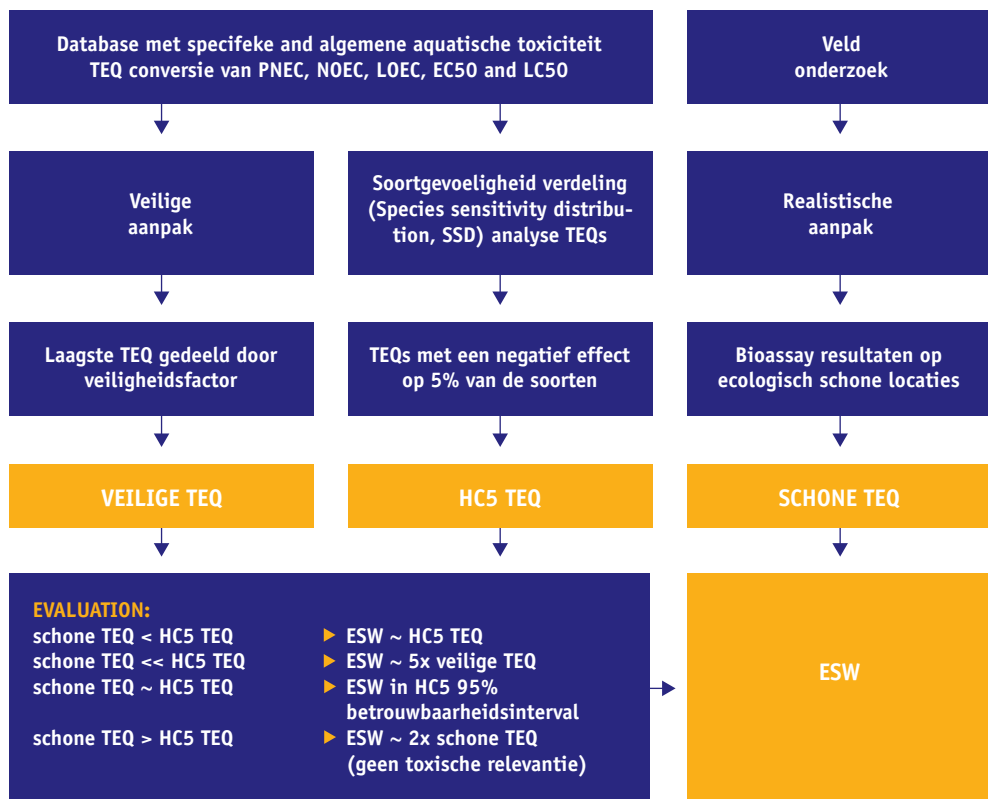 Database met specifeke and algemene aquatische toxiciteit
TEQ conversie van PNEC, NOEC, LOEC, EC50 and LC50
Veld
onderzoek
Veilige
aanpak
Soortgevoeligheid verdeling
(Species sensitivity distribu-
tion, SSD) analyse TEQs
Realistische
aanpak
Laagste TEQ gedeeld door
veiligheidsfactor
TEQs met een negatief effect
op 5% van de soorten
Bioassay resultaten op
ecologisch schone locaties
VEILIGE TEQ
HC5 TEQ
SCHONE TEQ
EVALUATION:
schone TEQ < HC5 TEQ ▶ ESW ~ HC5 TEQ
schone TEQ << HC5 TEQ ▶ ESW ~ 5x veilige TEQ
schone TEQ ~ HC5 TEQ ▶ ESW in HC5 95%
betrouwbaarheidsinterval
schone TEQ > HC5 TEQ ▶ ESW ~ 2x schone TEQ
(geen toxische relevantie)
ESW